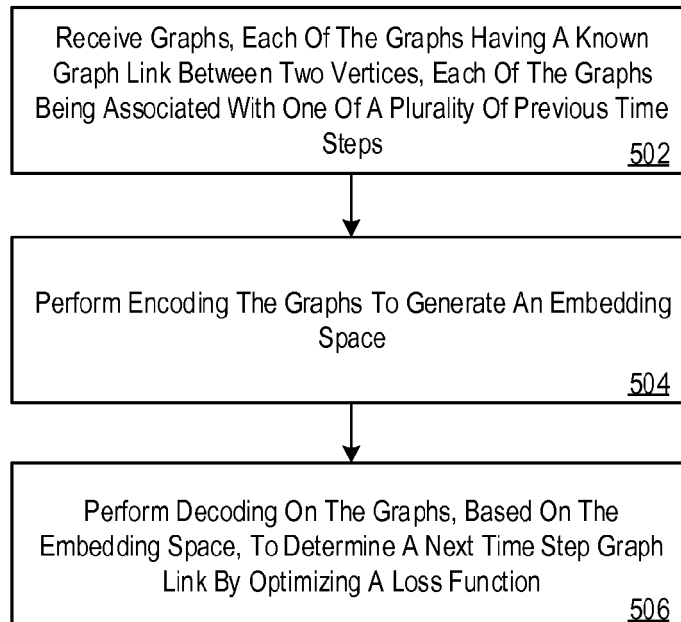 Receive Graphs, Each Of The Graphs Having A Known
Graph Link Between Two Vertices, Each Of The Graphs
Being Associated With One Of A Plurality Of Previous Time
Steps
502
Perform Encoding The Graphs To Generate An Embedding
Space
504
Perform Decoding On The Graphs, Based On The
Embedding Space, To Determine A Next Time Step Graph
Link By Optimizing A Loss Function
506